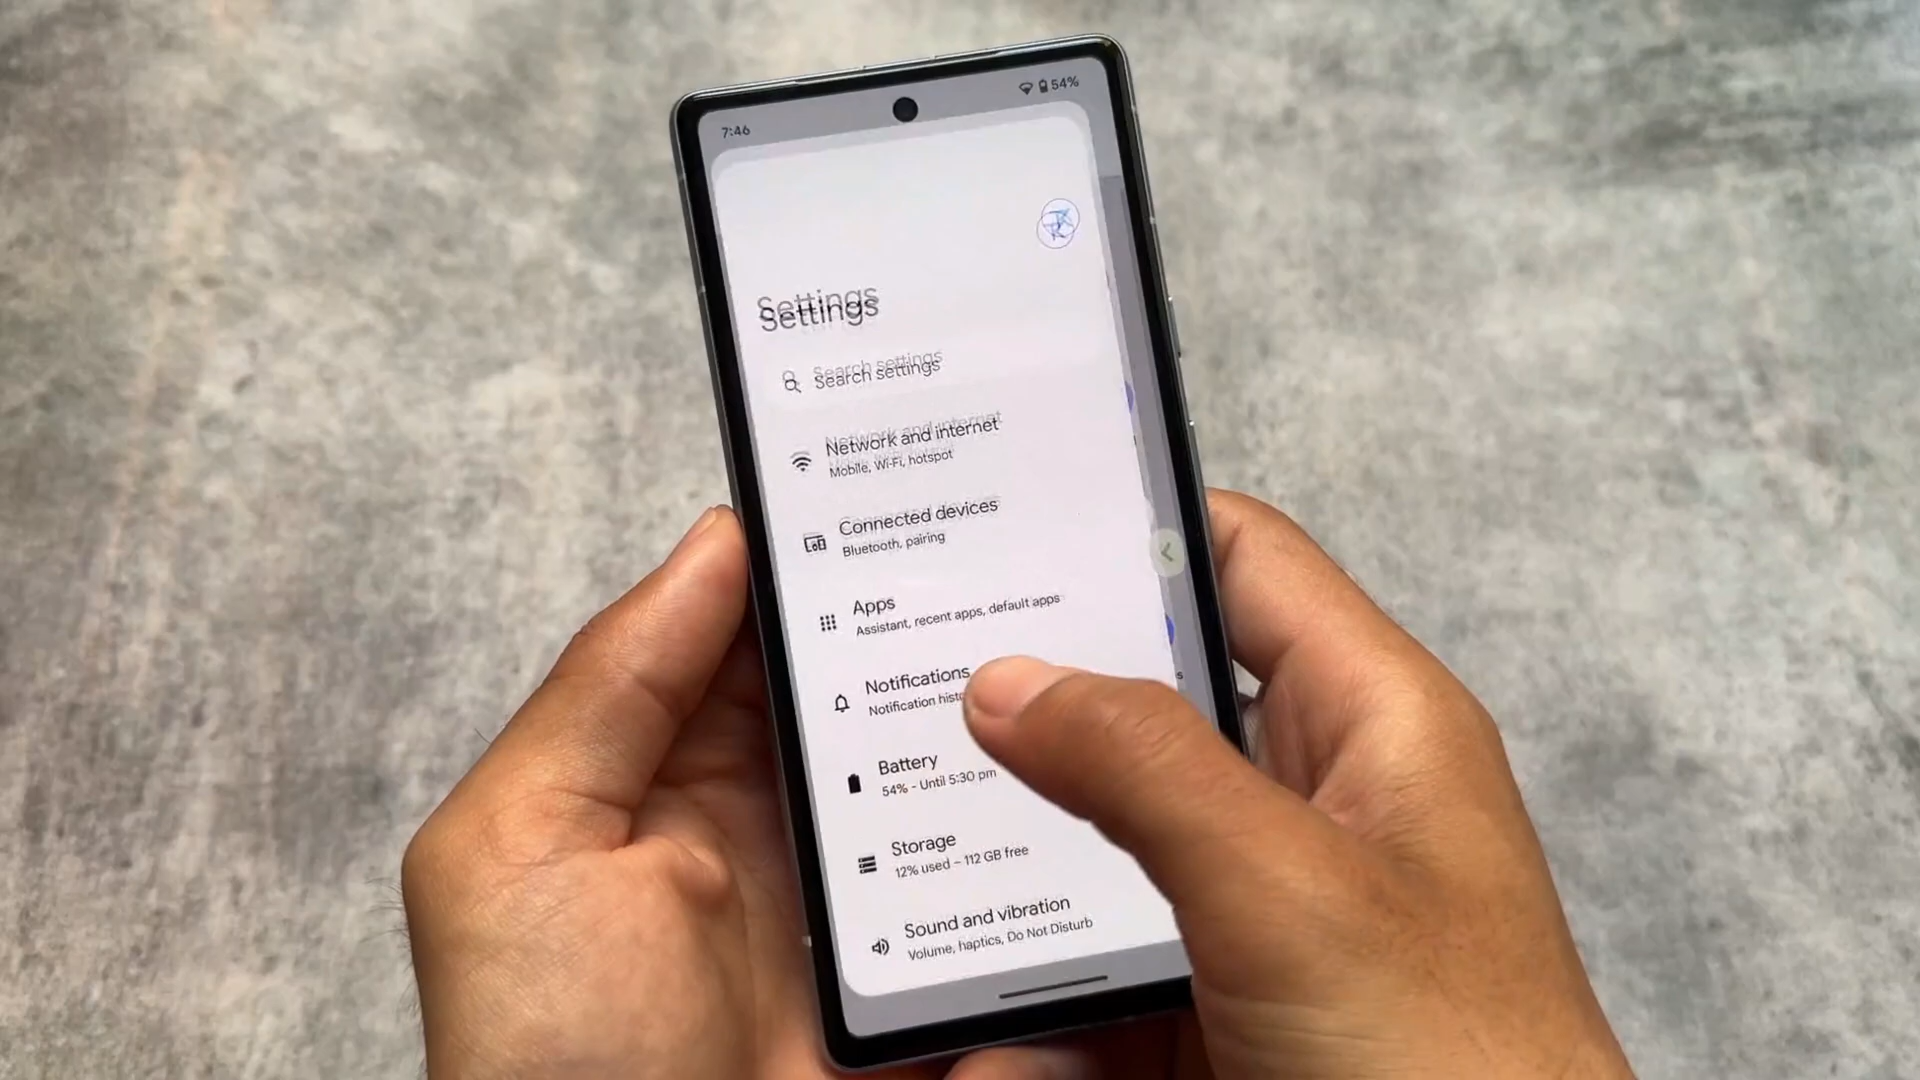 7:46
54%
Settings
Search settings
Network and internet
Mobile, Wi-Fi, hotspot
Connected devices
Bluetooth, pairing
Apps
Assistant, recent apps, default apps
Notifications
Notification
Battery
54% - Until 5:30 pm
Storage
12% used – 112 GB free
Sound and vibration
Volume, haptics, Do Not Disturb